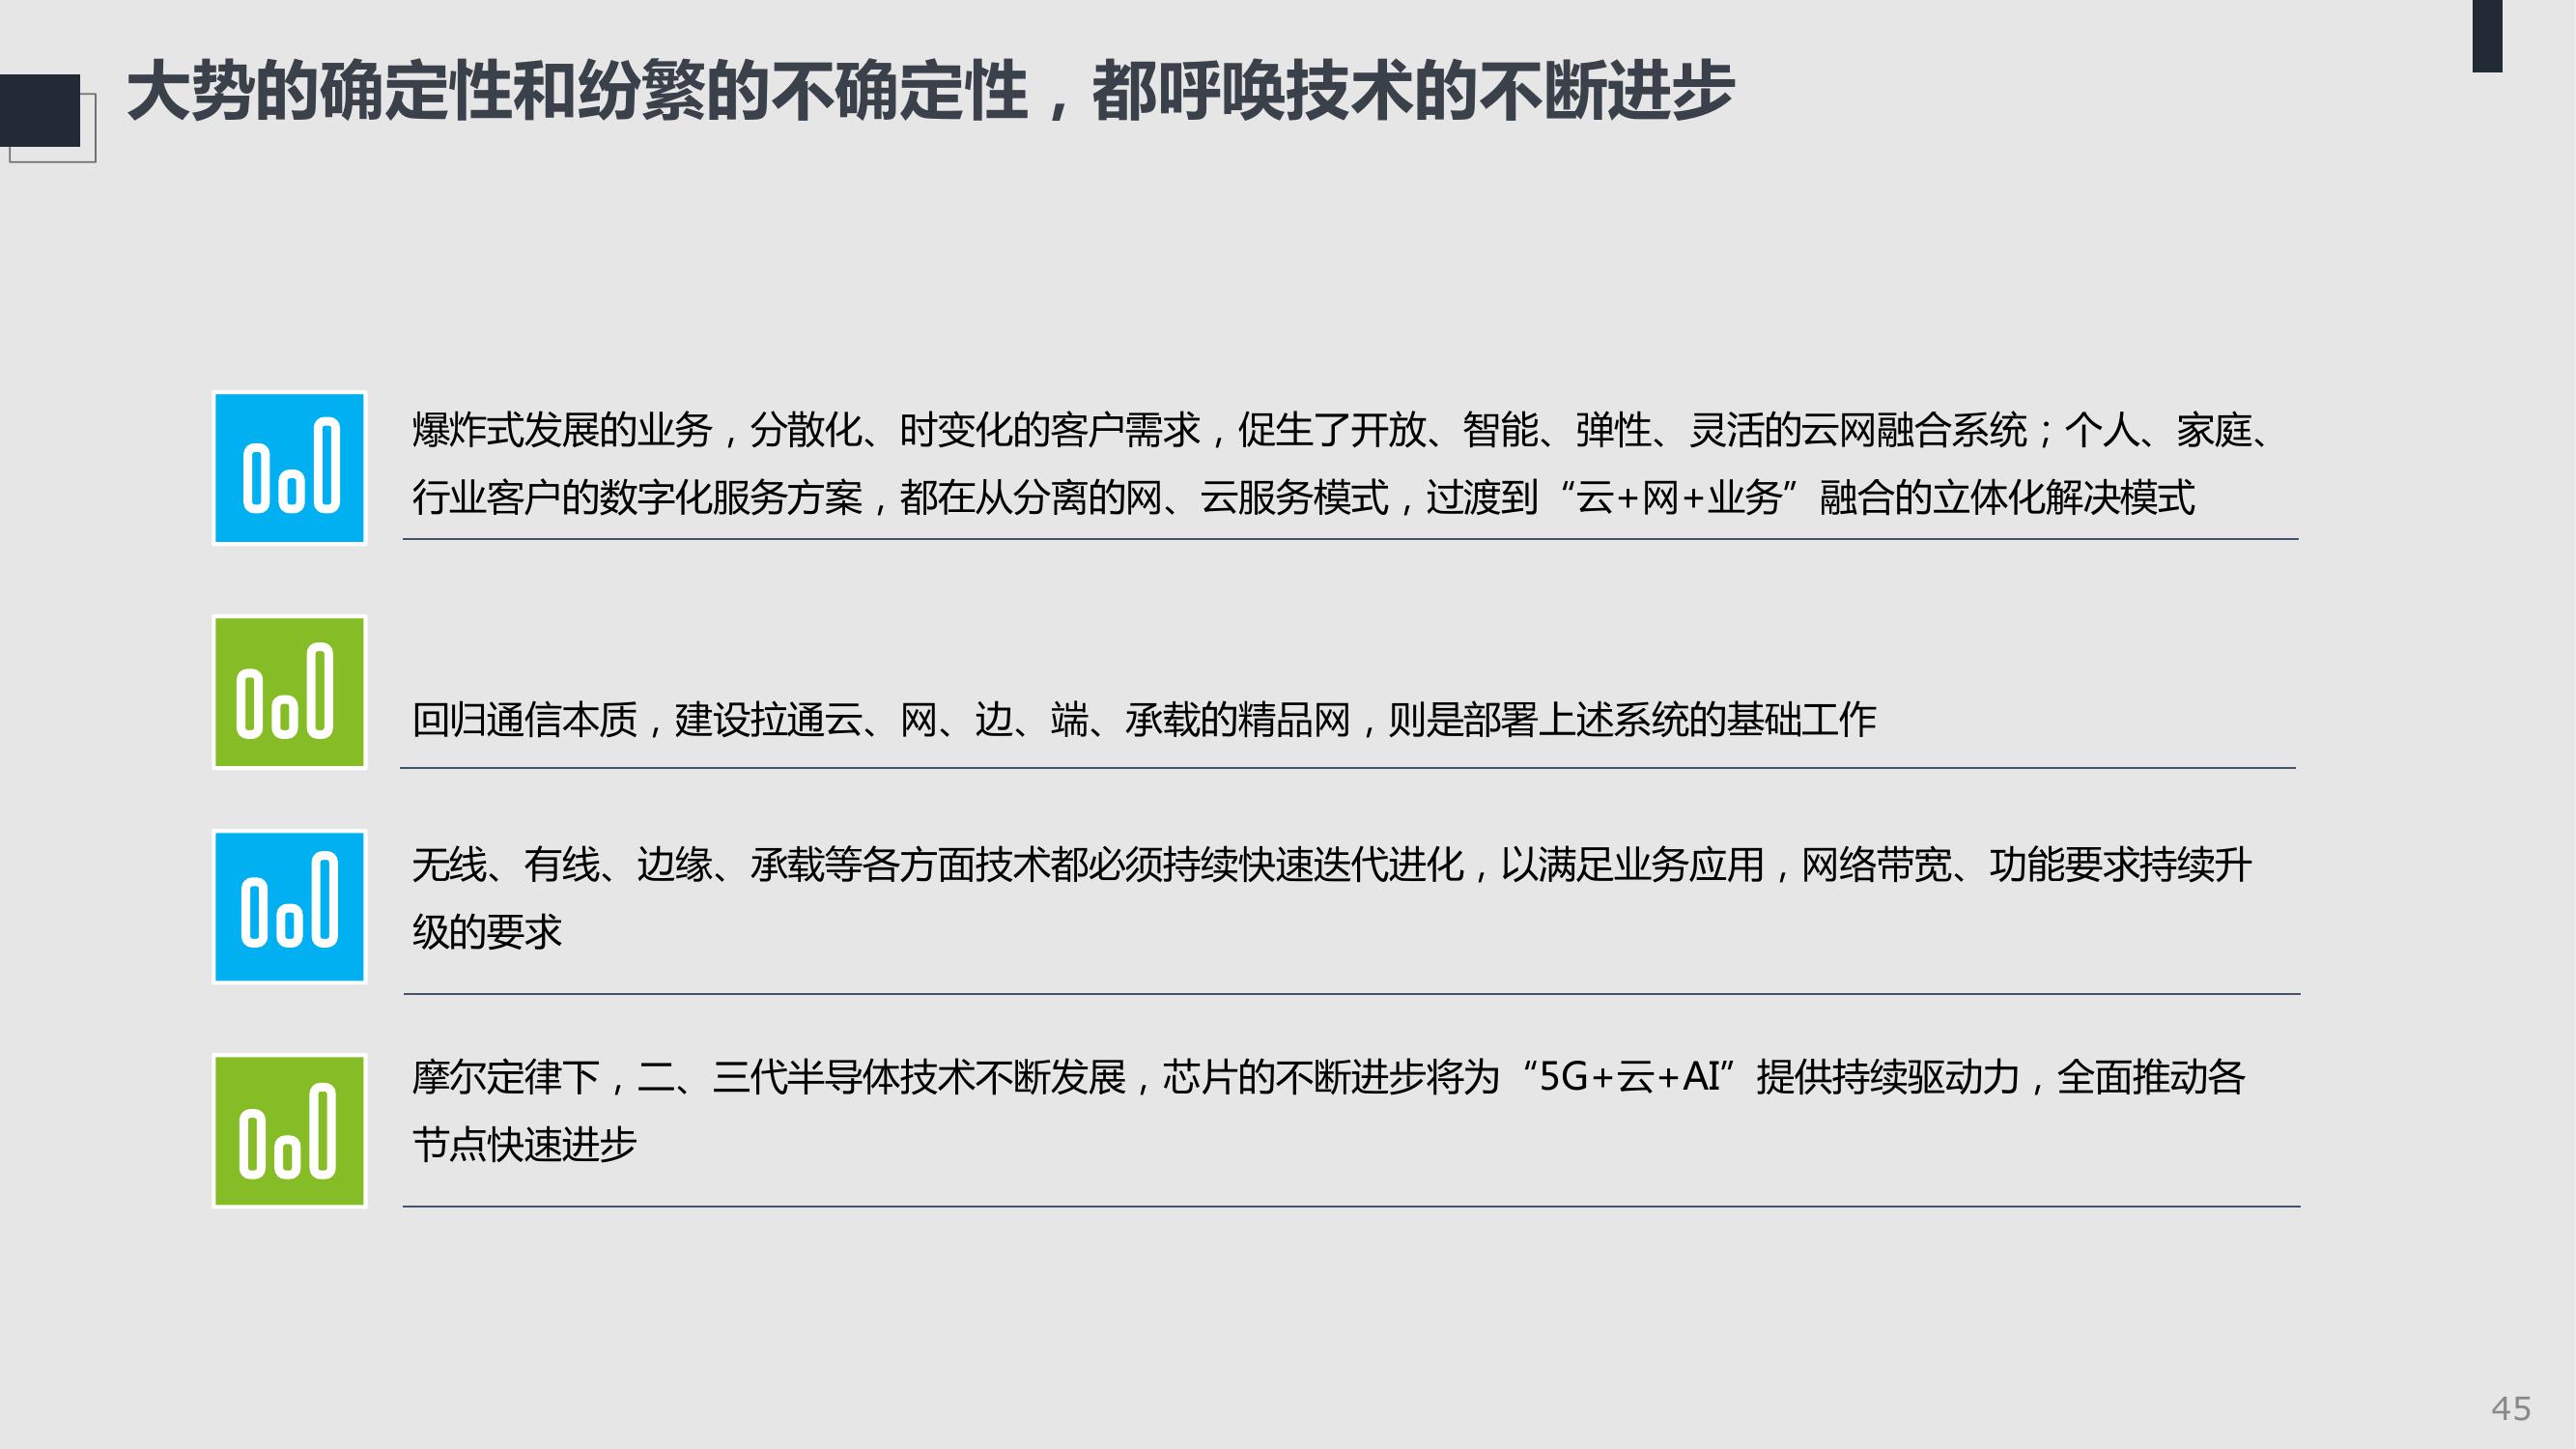 大势的确定性和纷繁的不确定性，都呼唤技术的不断进步
爆炸式发展的业务，分散化、时变化的客户需求，促生了开放、智能、弹性、灵活的云网融合系统；个人、家庭、
行业客户的数字化服务方案，都在从分离的网、云服务模式，过渡到“云+网+业务”融合的立体化解决模式
回归通信本质，建设拉通云、网、边、端、承载的精品网，则是部署上述系统的基础工作
无线、有线、边缘、承载等各方面技术都必须持续快速迭代进化，以满足业务应用，网络带宽、功能要求持续升
级的要求
摩尔定律下，二、三代半导体技术不断发展，芯片的不断进步将为“5G+云+AI”提供持续驱动力，全面推动各
节点快速进步
45